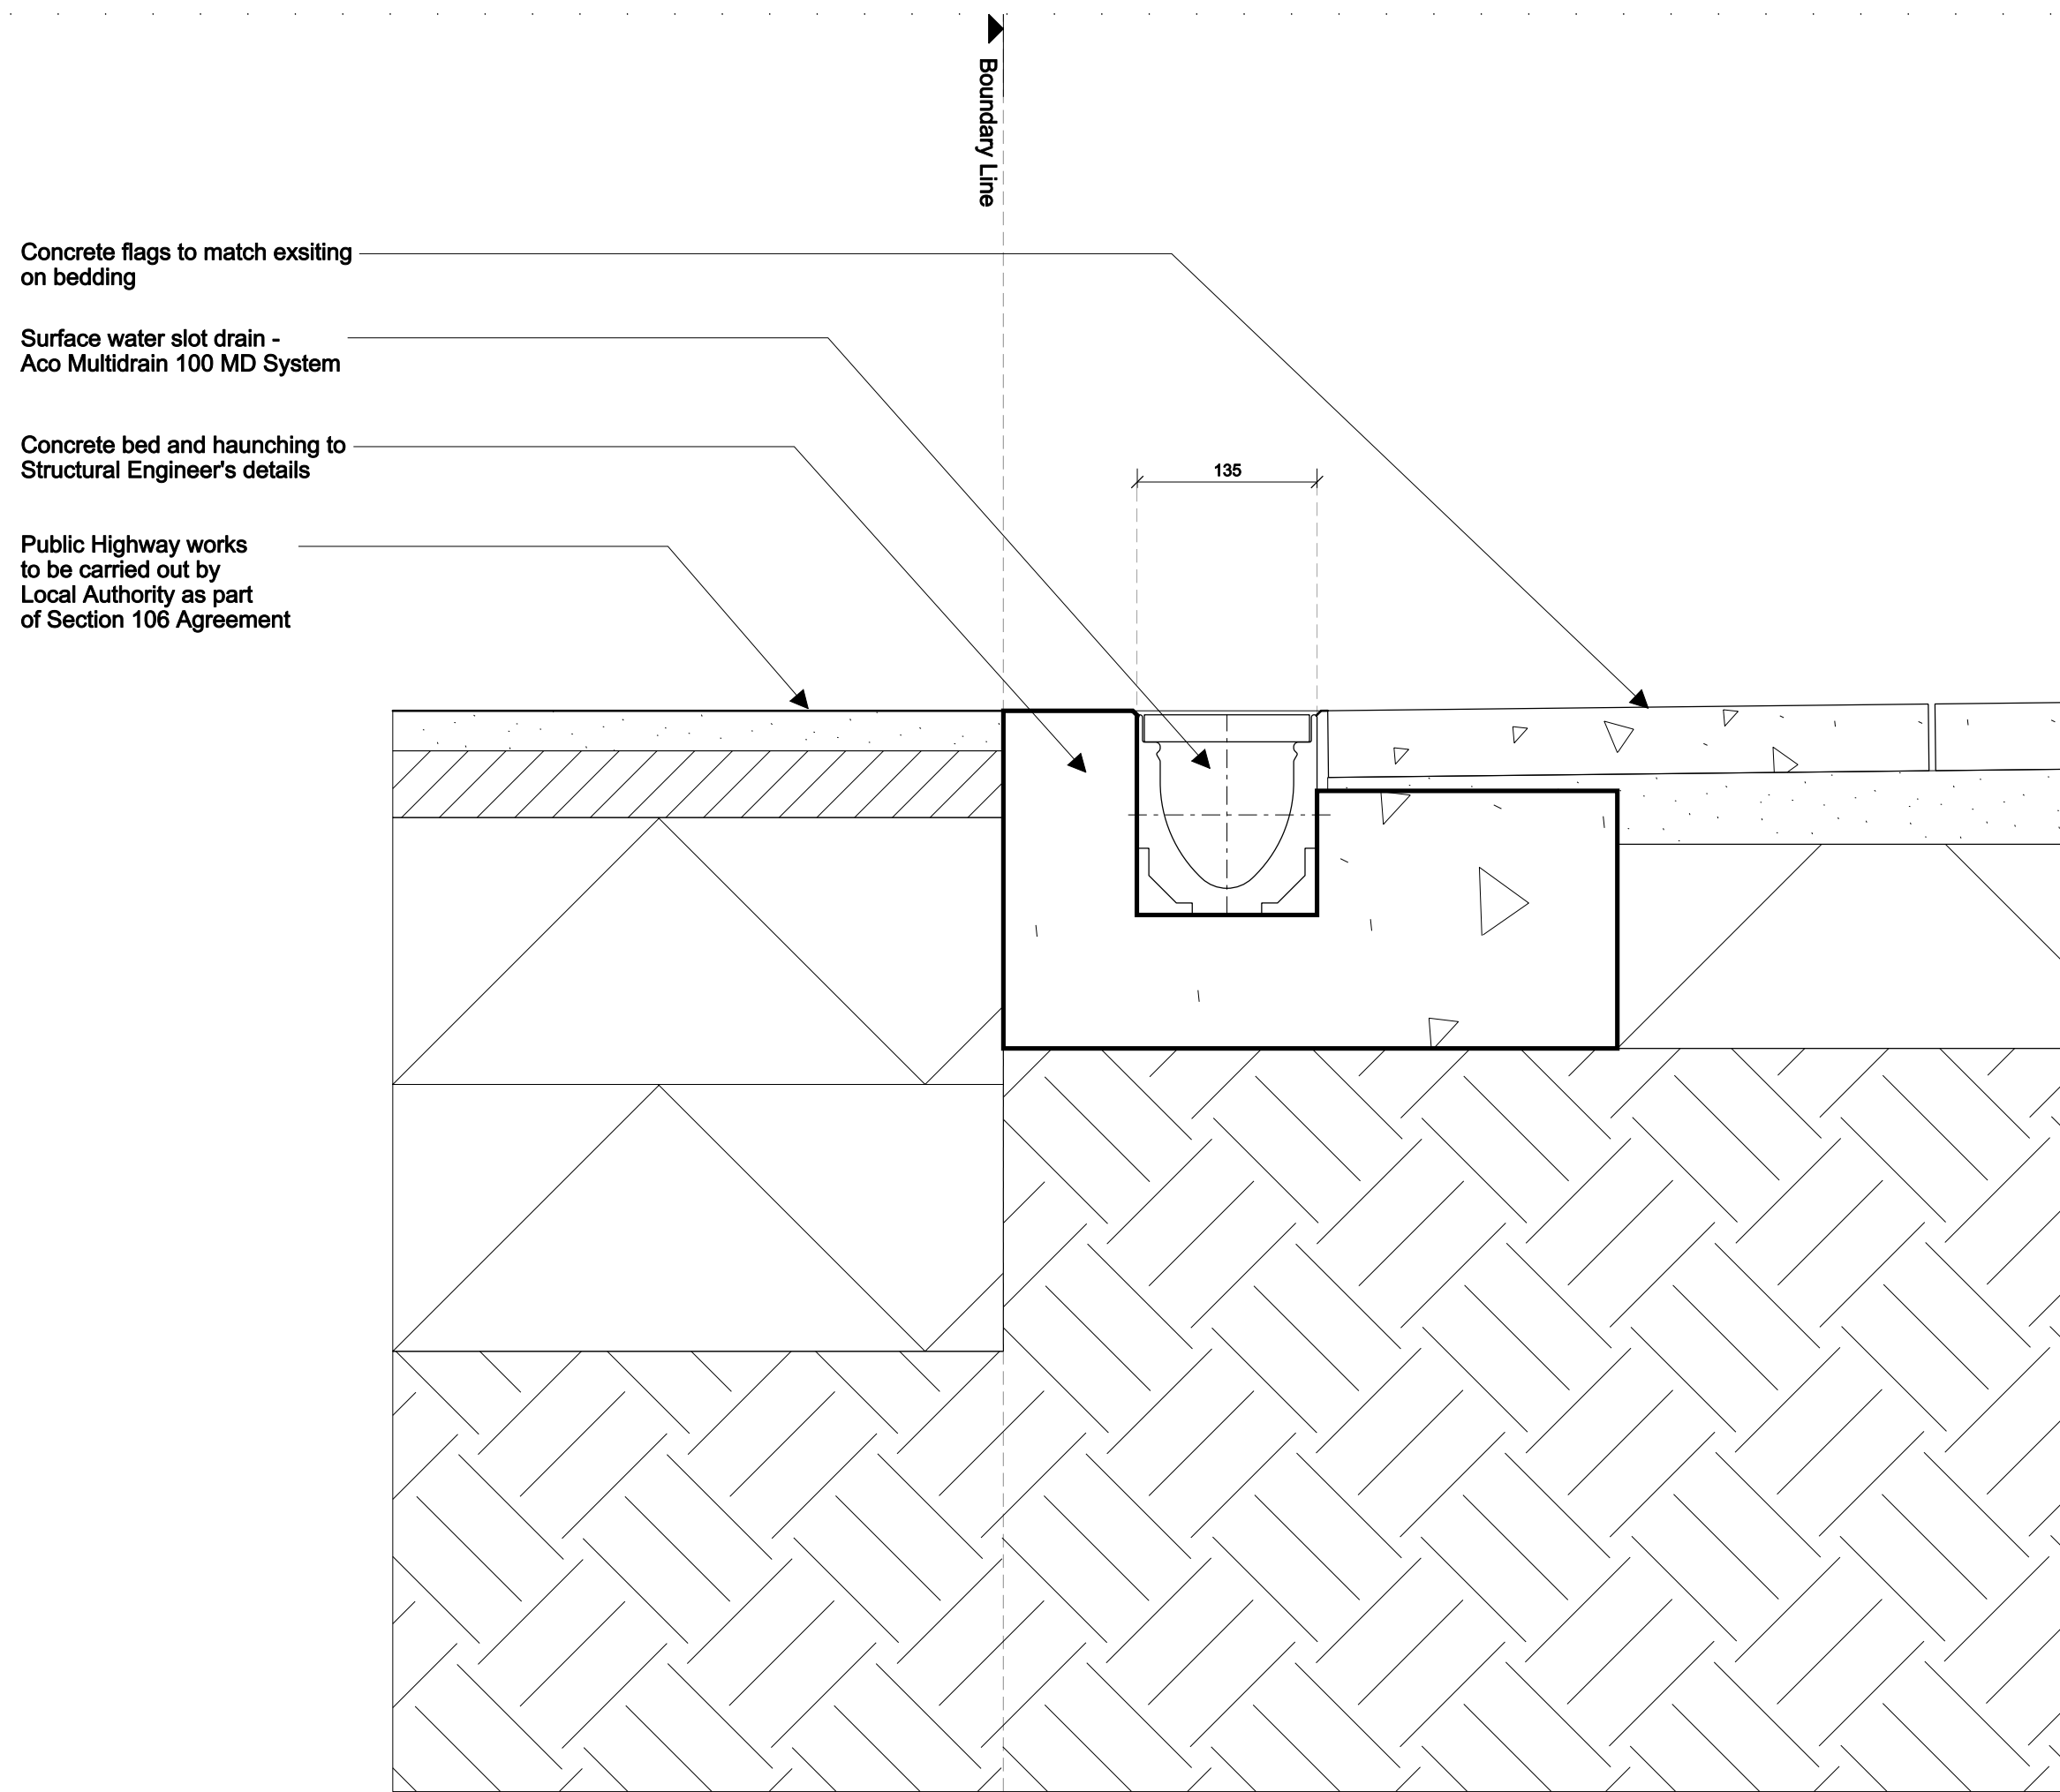 Boundary Line
Concrete flags to match exsiting
on bedding
Surface water slot drain -
Aco Multidrain 100 MD System
Concrete bed and haunching to
Structural Engineer's details
135
Public Highway works
to be carried out by
Local Authority as part
of Section 106 Agreement